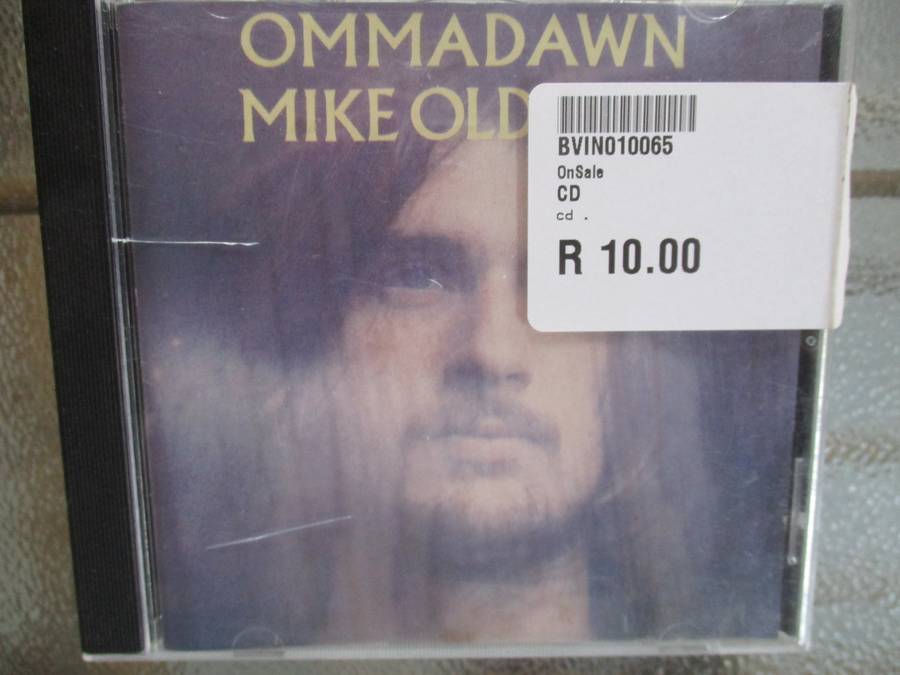 OMMADAWN
MIKE OLD
BVIN010065
OnSale
CD
cd .
R 10.00